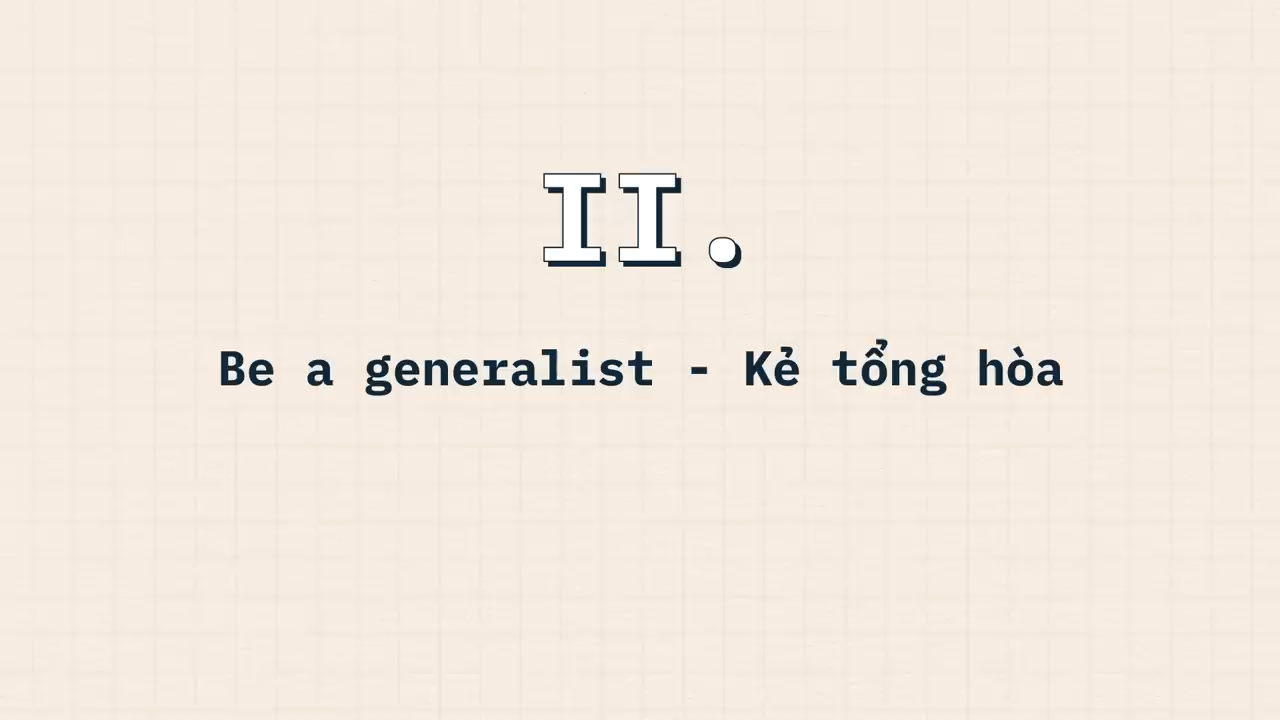 II.
Be a generalist - Kẻ tổng hòa